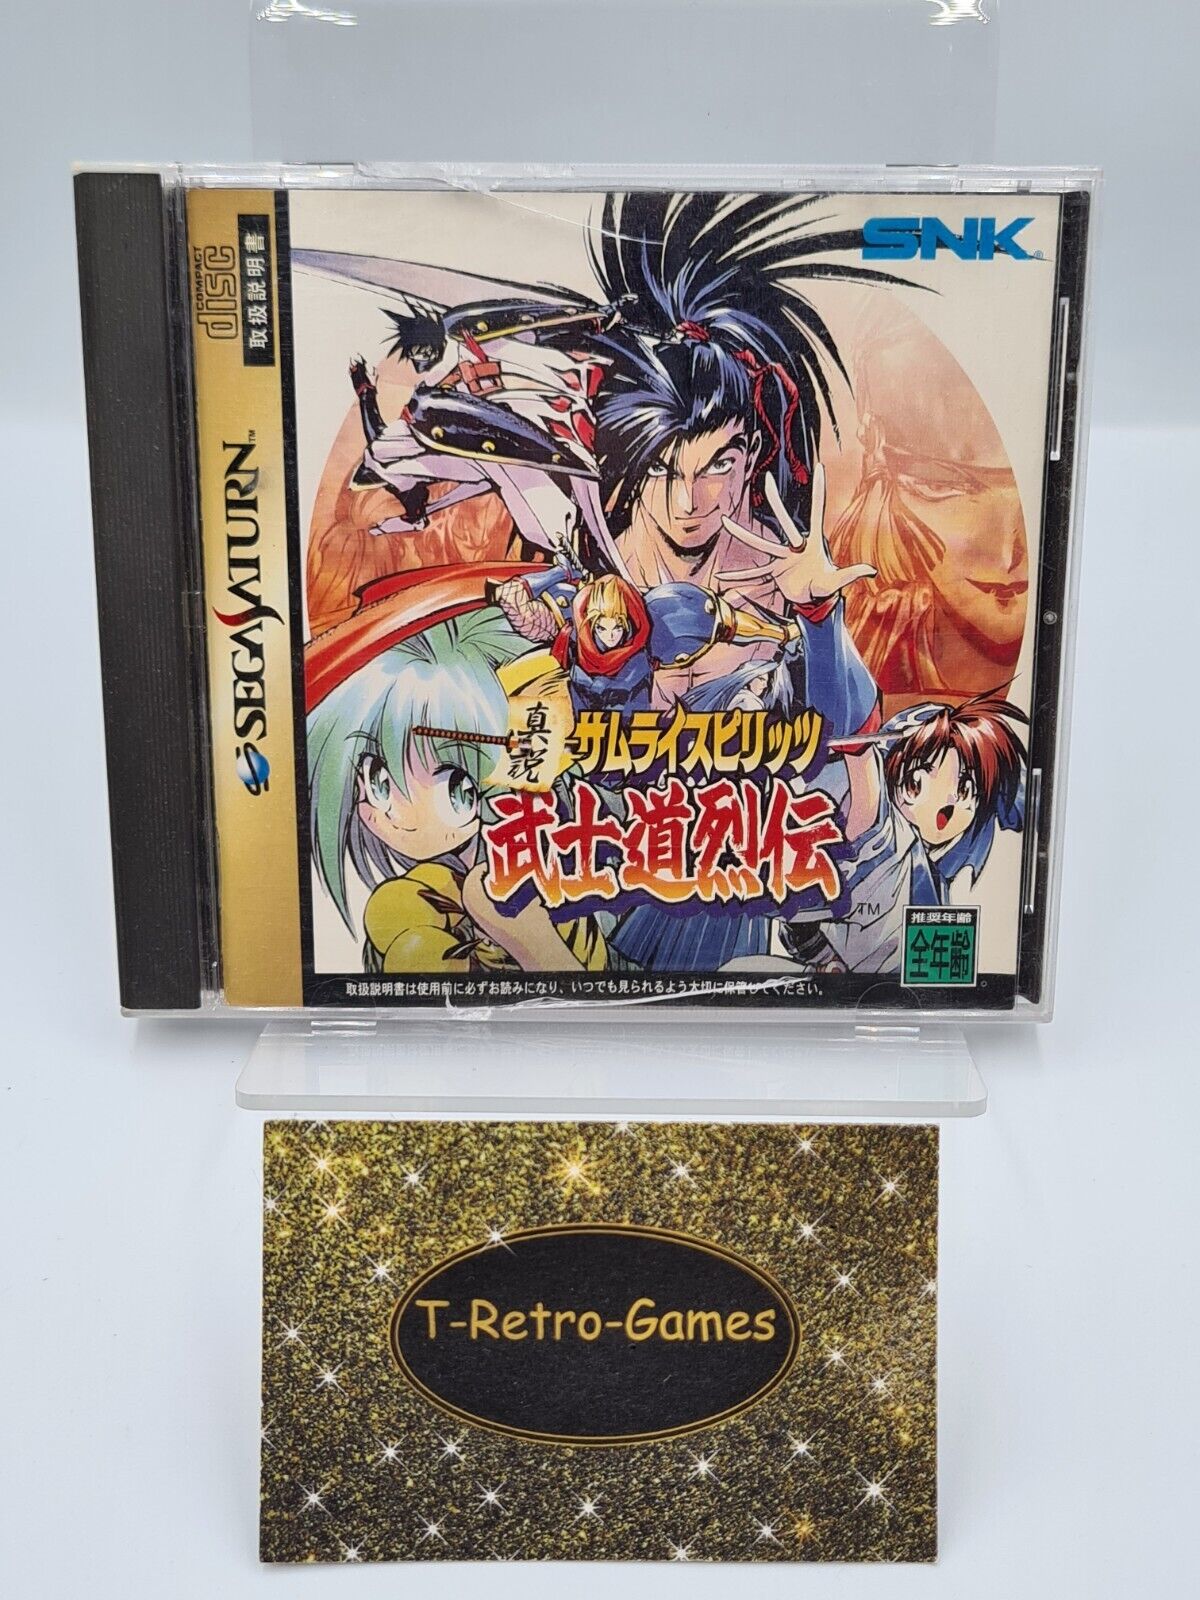 COMPACT
disc
取扱説明書
SEGASATURN™
SNK®
真説
サムライスピリッツ
武士道烈伝
TM
推奨年齢
全年齢
取扱説明書は使用前に必ずお読みになり、いつでも見られるよう大切に保管してください。
T-Retro-Games